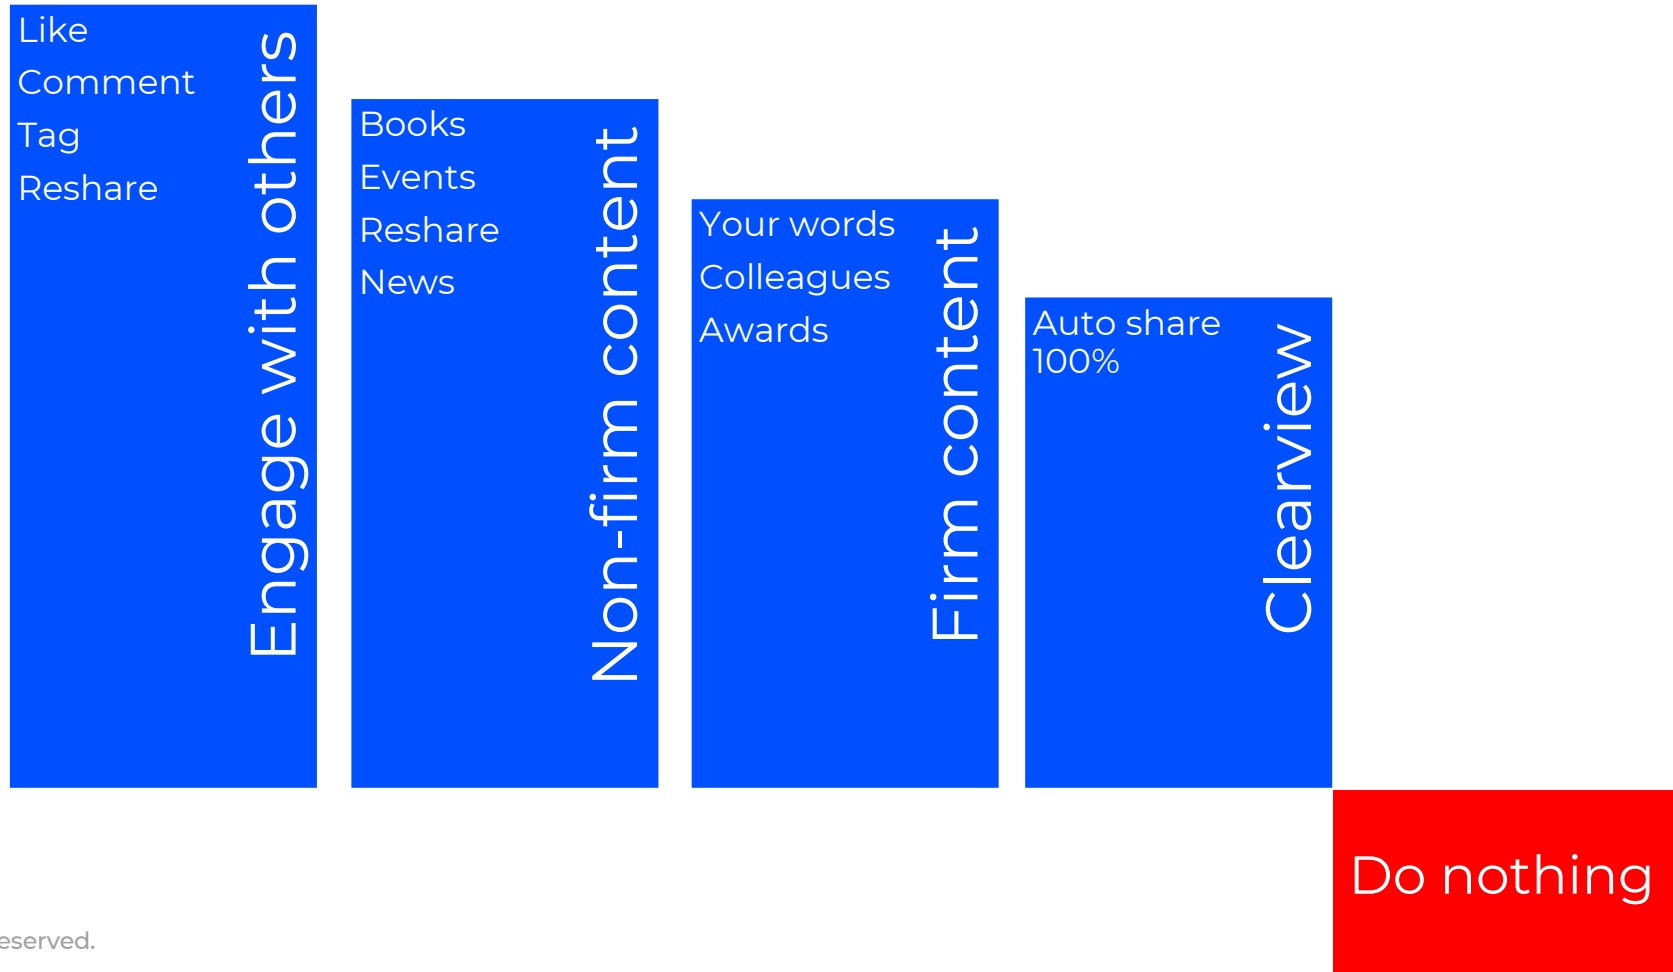 Like
Comment
Tag
Reshare
Engage with others
Books
Events
Reshare
News
Non-firm content
Your words
Colleagues
Awards
Firm content
Auto share
100%
Clearview
Do nothing